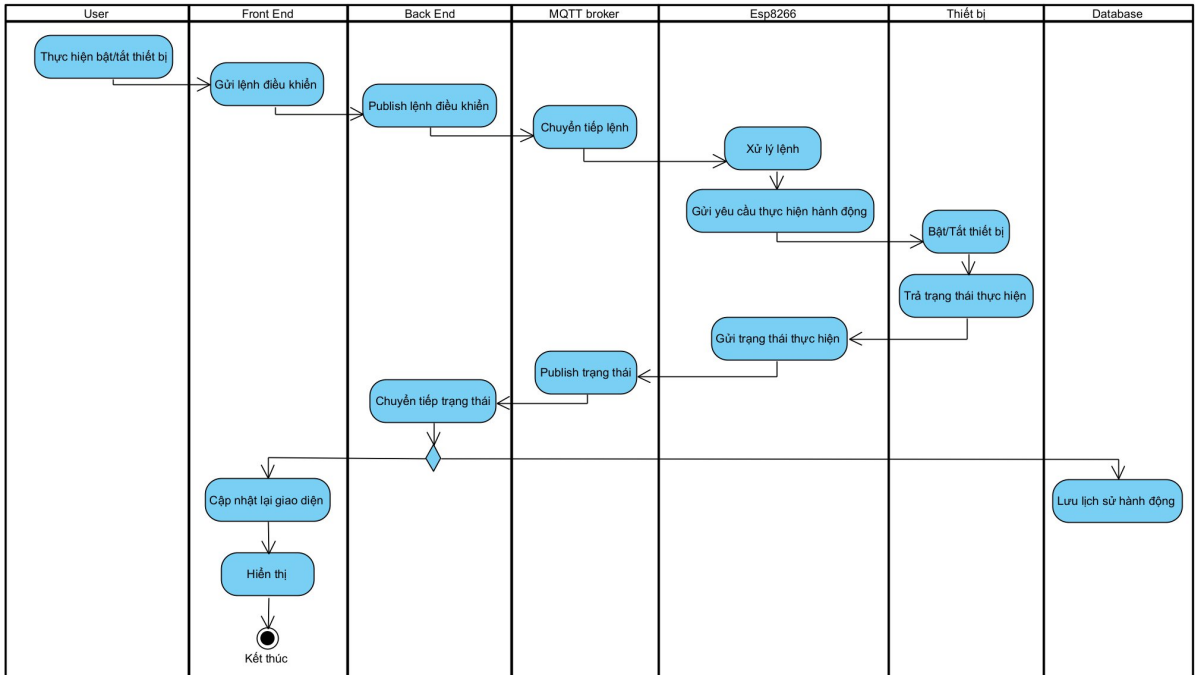 User
Front End
Back End
MQTT broker
Esp8266
Thiết bị
Database
Thực hiện bật/tắt thiết bị
Gửi lệnh điều khiển
Publish lệnh điều khiển
Chuyển tiếp lệnh
Xử lý lệnh
Gửi yêu cầu thực hiện hành động
Bật/Tắt thiết bị
Trả trạng thái thực hiện
Gửi trạng thái thực hiện
Publish trạng thái
Chuyển tiếp trạng thái
Cập nhật lại giao diện
Lưu lịch sử hành động
Hiển thị
Kết thúc